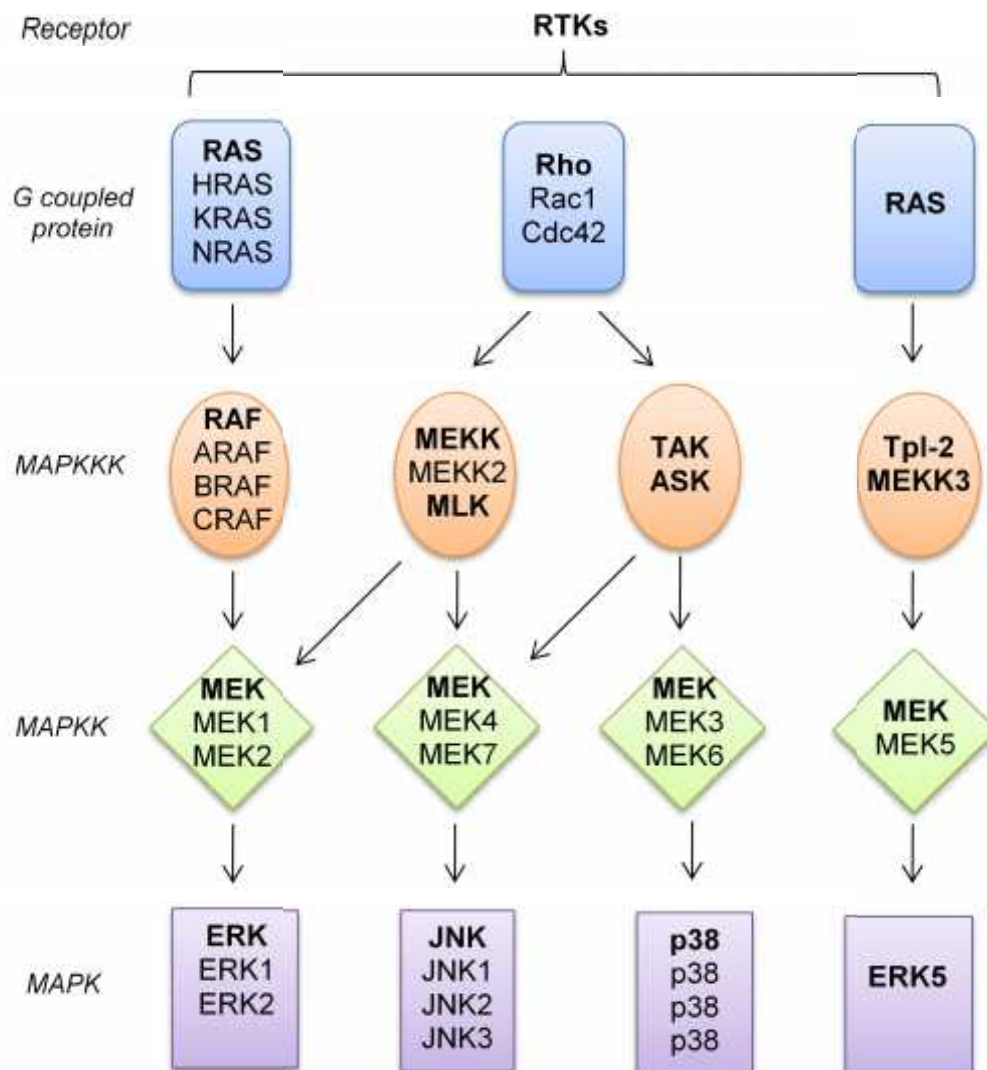 Receptor
RTKs
G coupled
protein
RAS
HRAS
KRAS
NRAS
Rho
Rac1
Cdc42
RAS
MAPKKK
RAF
ARAF
BRAF
CRAF
MEKK
MEKK2
MLK
TAK
ASK
Tpl-2
MEKK3
MAPKK
MEK
MEK1
MEK2
MEK
MEK4
MEK7
MEK
MEK3
MEK6
MEK
MEK5
MAPK
ERK
ERK1
ERK2
JNK
JNK1
JNK2
JNK3
p38
p38
p38
p38
ERK5